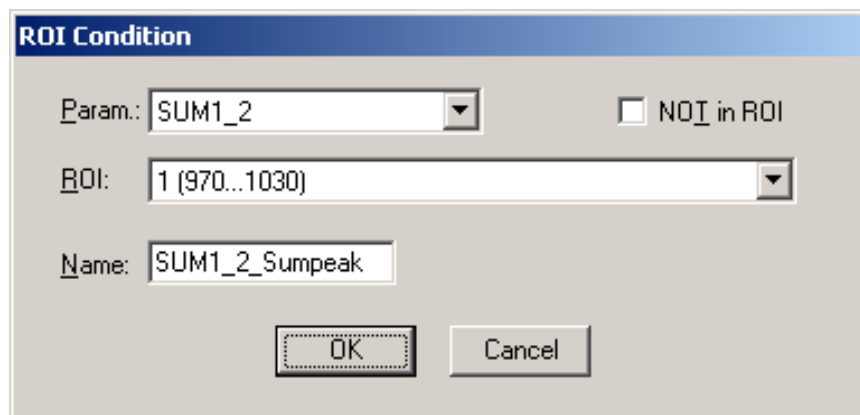 ROI Condition
Param.: SUM1_2 NOT in ROI
ROI: 1 (970...1030)
Name: SUM1_2_Sumpeak
OK Cancel